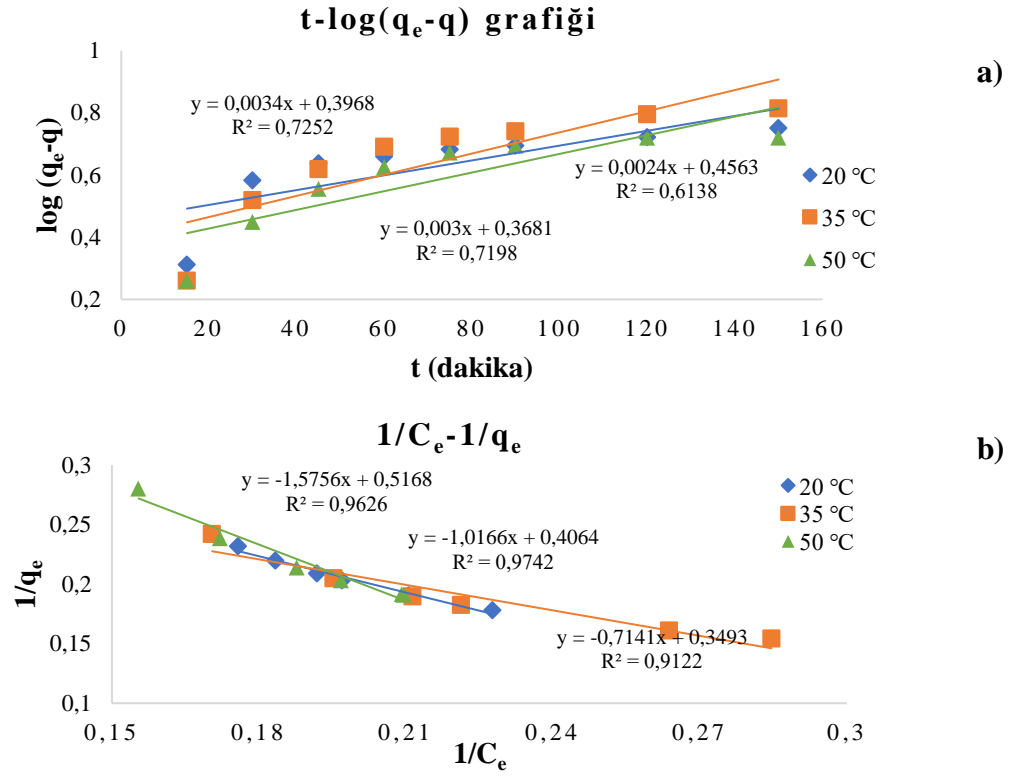 t-log(qₑ-q) grafiği
a)
1
0,8
0,6
0,4
0,2
log (qₑ-q)
y = 0,0034x + 0,3968
R² = 0,7252
y = 0,0024x + 0,4563
R² = 0,6138
y = 0,003x + 0,3681
R² = 0,7198
20 °C
35 °C
50 °C
0 20 40 60 80 100 120 140 160
t (dakika)
1/Cₑ-1/qₑ
b)
0,3
0,25
0,2
0,15
0,1
1/qₑ
y = -1,5756x + 0,5168
R² = 0,9626
y = -1,0166x + 0,4064
R² = 0,9742
y = -0,7141x + 0,3493
R² = 0,9122
20 °C
35 °C
50 °C
0,15 0,18 0,21 0,24 0,27 0,3
1/Cₑ